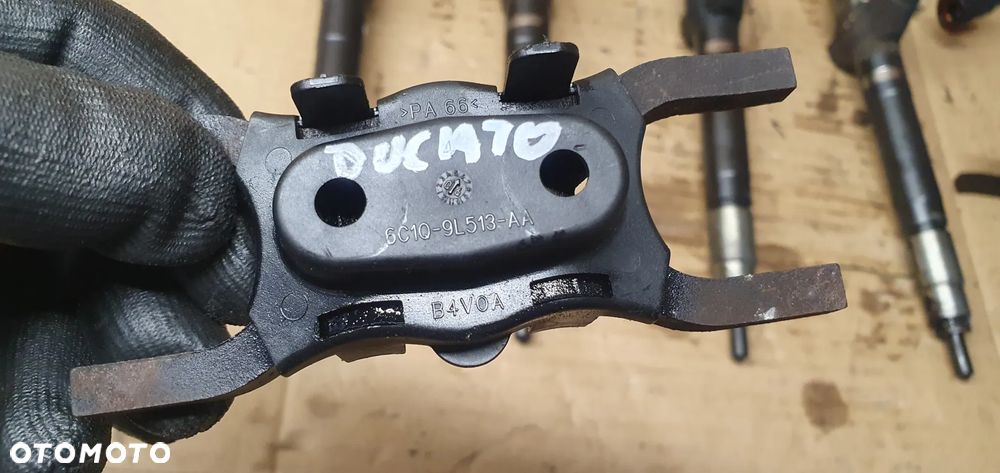 >PA 66<
DUCATO
6C1Q-9L513-AA
B4V0A
OTOMOTO